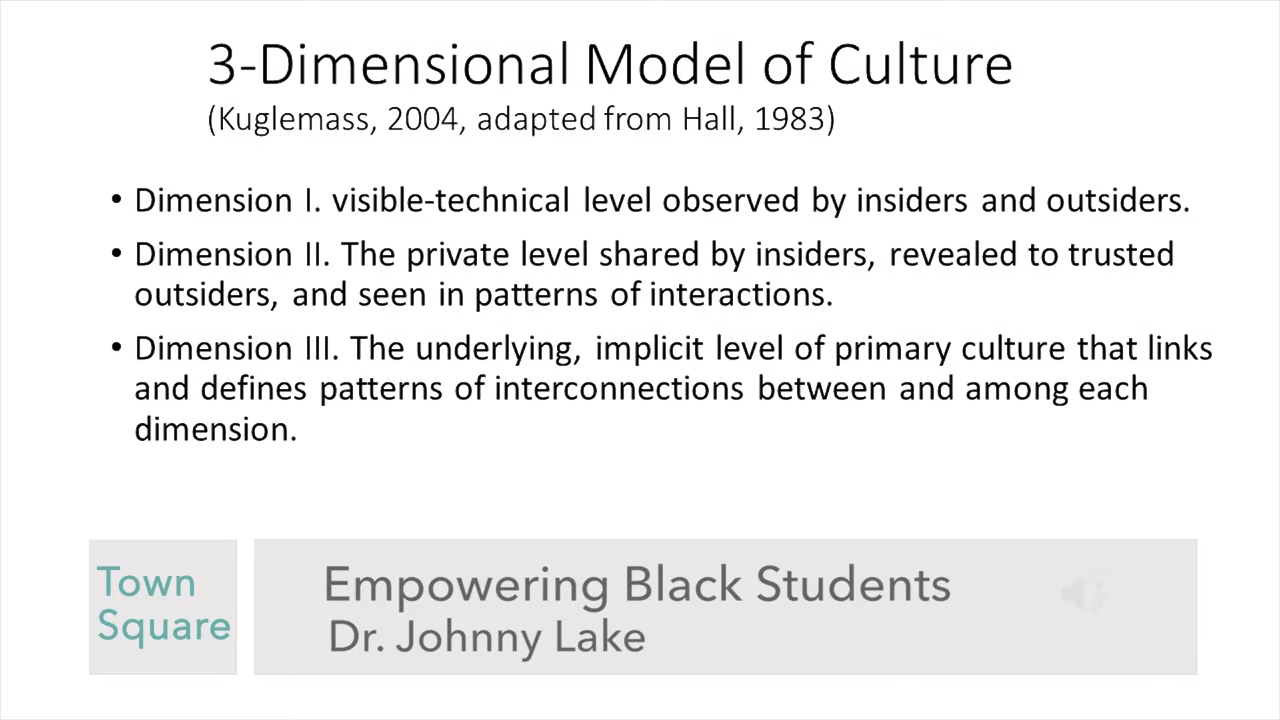 3-Dimensional Model of Culture
(Kuglemass, 2004, adapted from Hall, 1983)
• Dimension I. visible-technical level observed by insiders and outsiders.
• Dimension II. The private level shared by insiders, revealed to trusted
outsiders, and seen in patterns of interactions.
• Dimension III. The underlying, implicit level of primary culture that links
and defines patterns of interconnections between and among each
dimension.
Town
Square
Empowering Black Students
Dr. Johnny Lake